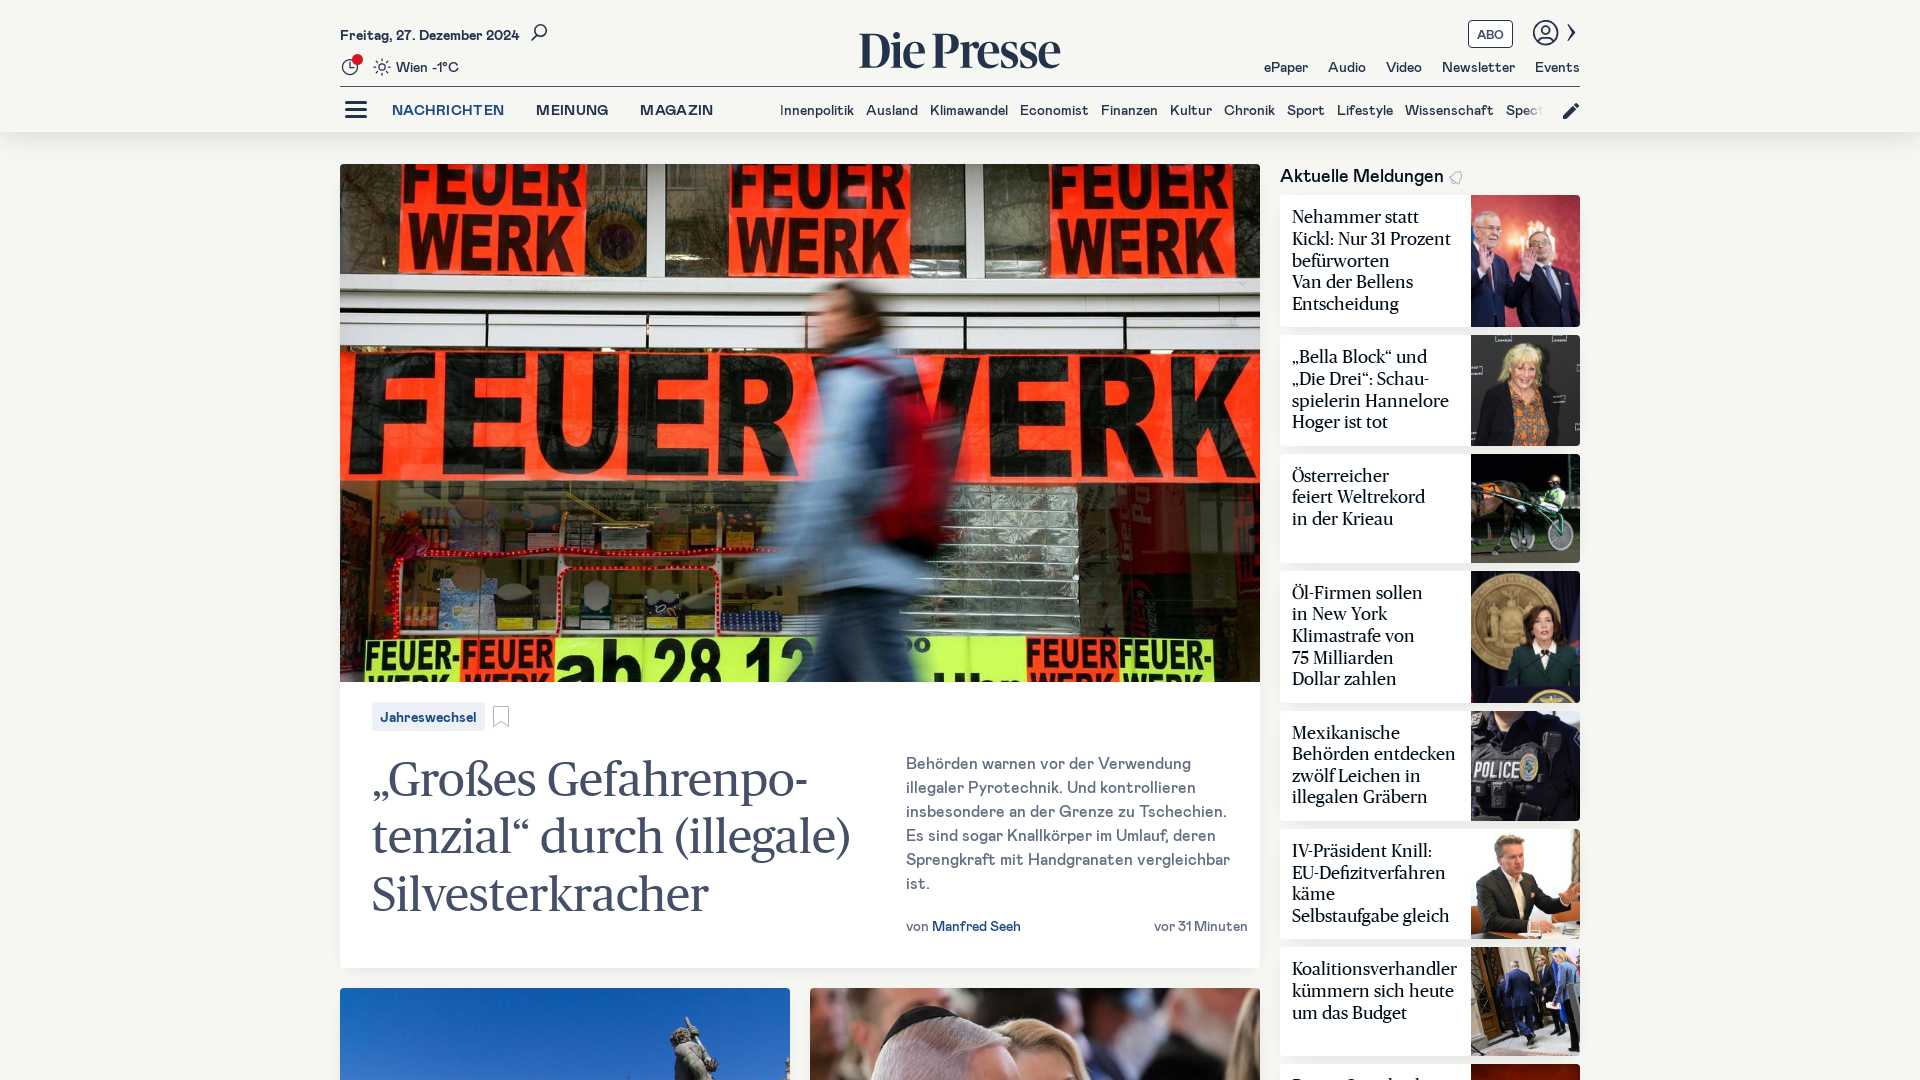 Freitag, 27. Dezember 2024
Wien -1°C
Die Presse
ABO
ePaper Audio Video Newsletter Events
NACHRICHTEN MEINUNG MAGAZIN
Innenpolitik Ausland Klimawandel Economist Finanzen Kultur Chronik Sport Lifestyle Wissenschaft Spect
FEUER FEUER FEUER
WERK WERK WERK
FEUERWERK
FEUER- FEUER ab 28.12 FEUER FEUER-
Jahreswechsel
„Großes Gefahrenpo-
tenzial“ durch (illegale)
Silvesterkracher
Behörden warnen vor der Verwendung
illegaler Pyrotechnik. Und kontrollieren
insbesondere an der Grenze zu Tschechien.
Es sind sogar Knallkörper im Umlauf, deren
Sprengkraft mit Handgranaten vergleichbar
ist.
von Manfred Seeh
vor 31 Minuten
Aktuelle Meldungen
Nehammer statt
Kickl: Nur 31 Prozent
befürworten
Van der Bellens
Entscheidung
„Bella Block“ und
„Die Drei“: Schau-
spielerin Hannelore
Hoger ist tot
Österreicher
feiert Weltrekord
in der Krieau
Öl-Firmen sollen
in New York
Klimastrafe von
75 Milliarden
Dollar zahlen
Mexikanische
Behörden entdecken
zwölf Leichen in
illegalen Gräbern
POLICE
IV-Präsident Knill:
EU-Defizitverfahren
käme
Selbstaufgabe gleich
Koalitionsverhandler
kümmern sich heute
um das Budget